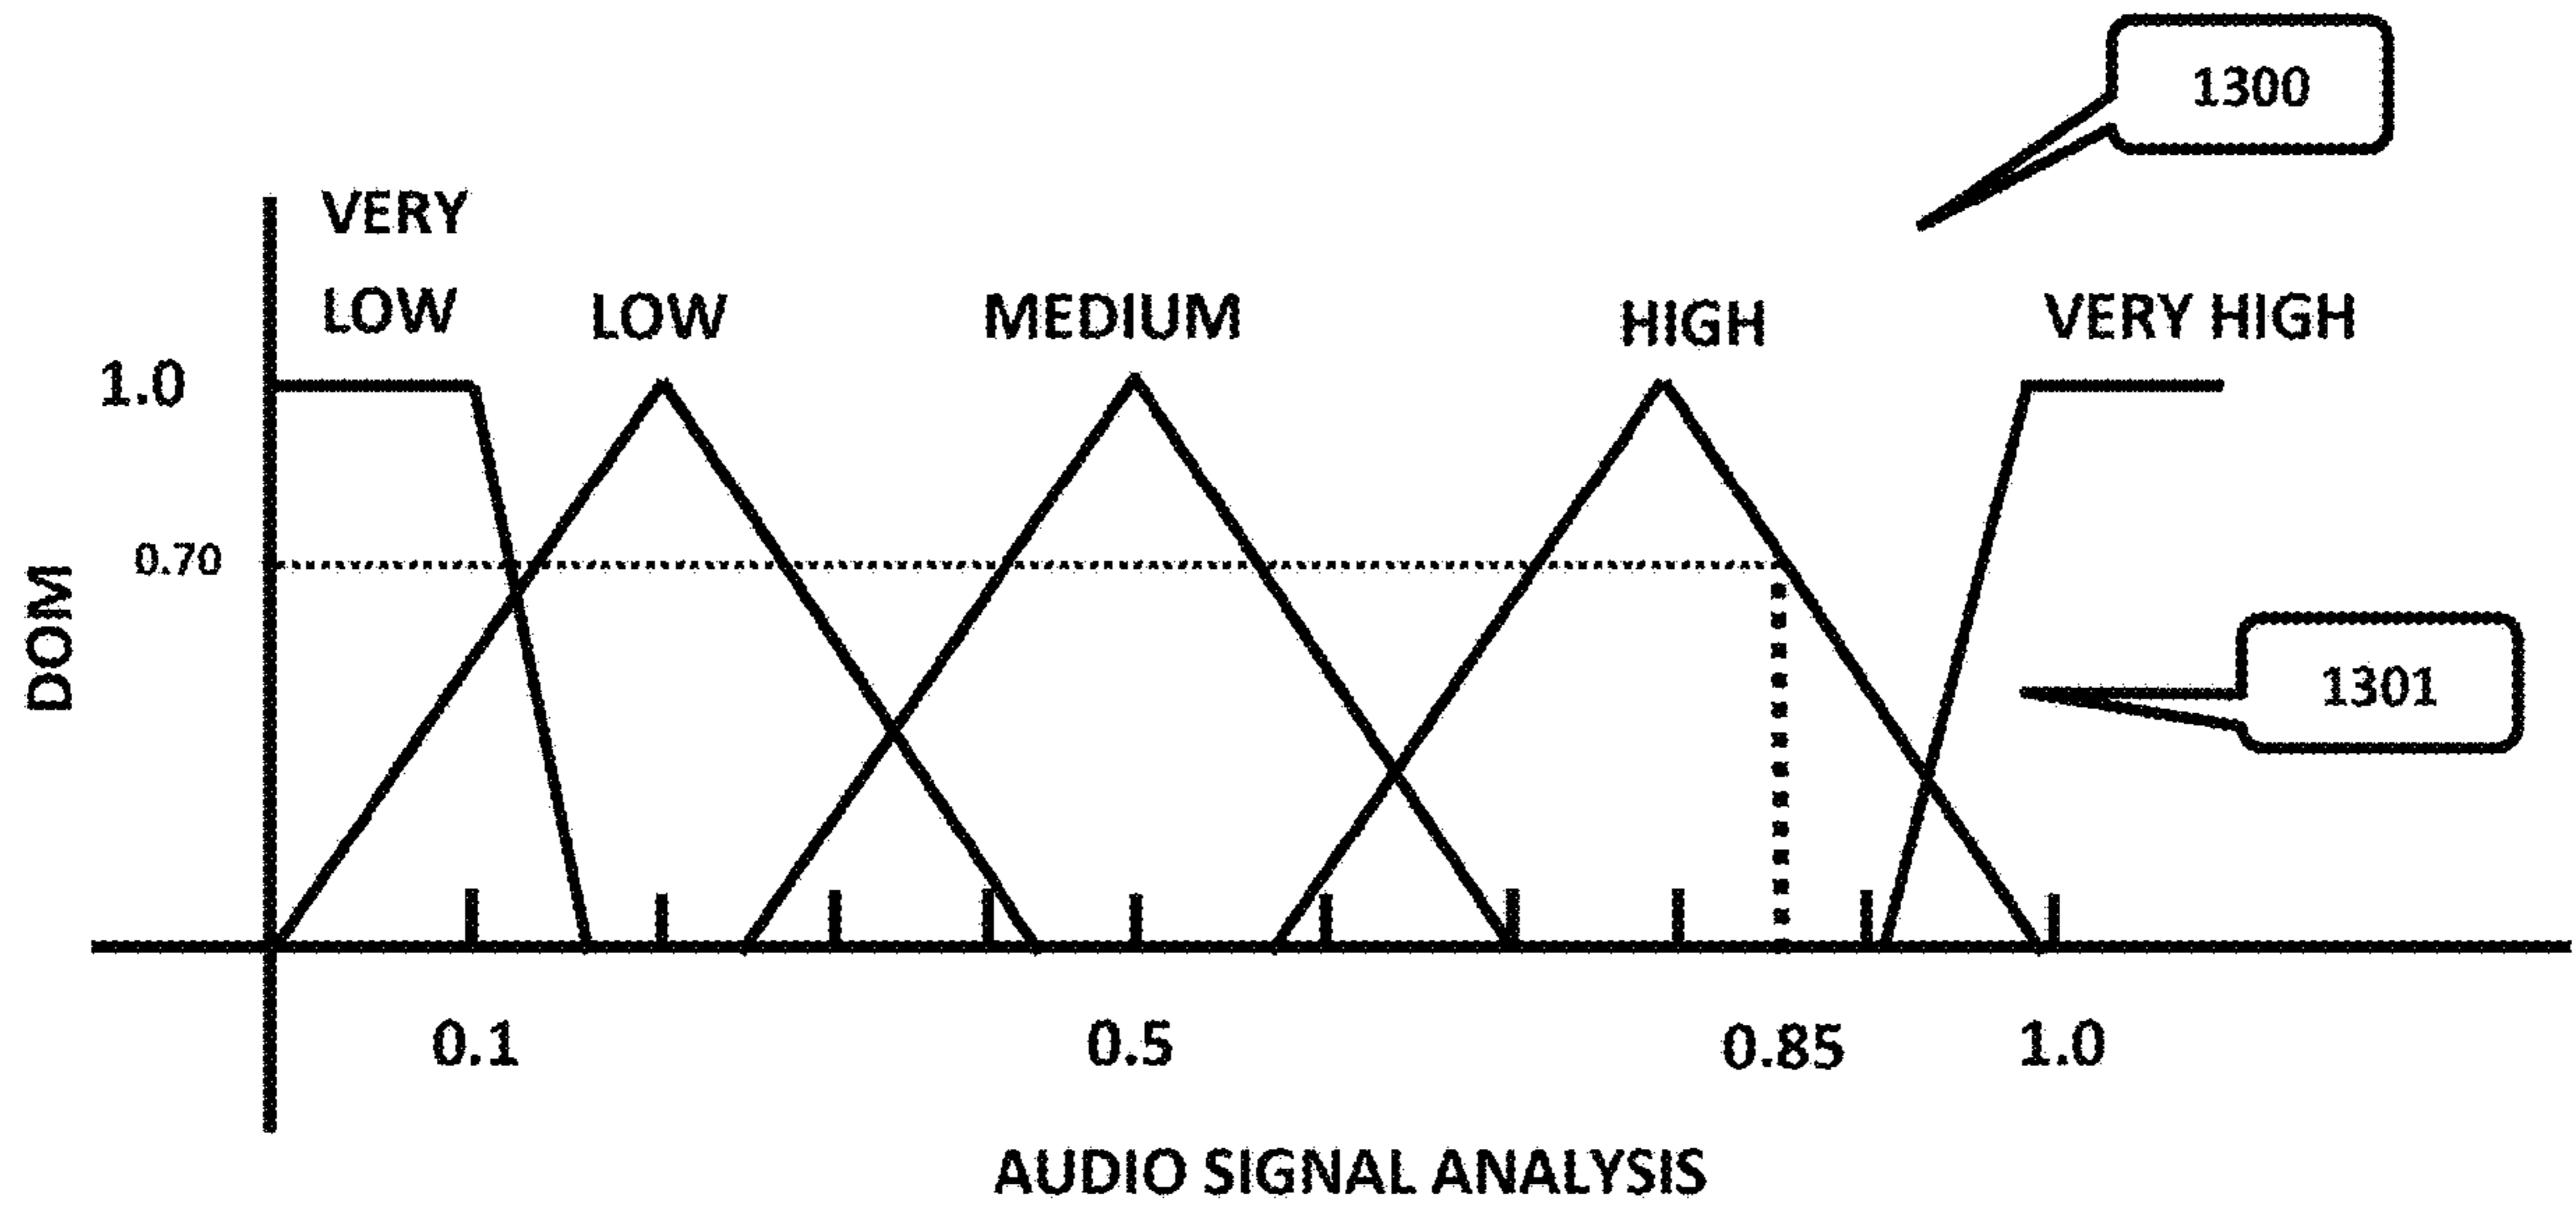 1300
VERY
LOW
LOW
MEDIUM
HIGH
VERY HIGH
1.0
0.70
DOM
1301
0.1
0.5
0.85
1.0
AUDIO SIGNAL ANALYSIS